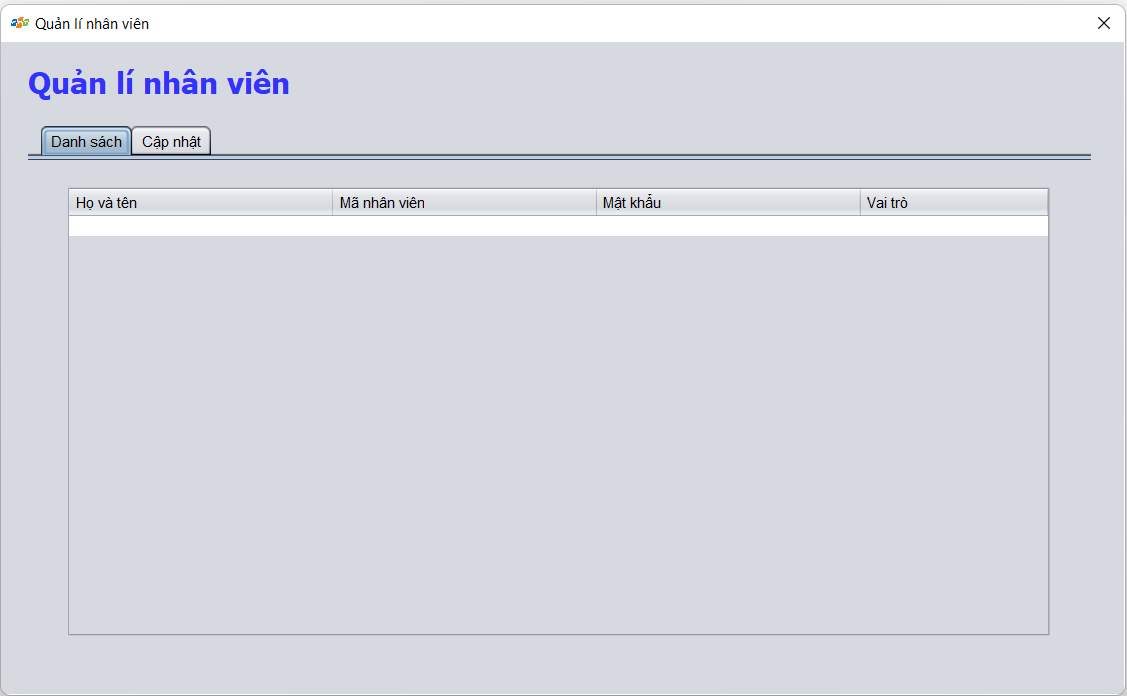 Quản lí nhân viên
Quản lí nhân viên
Danh sách Cập nhật
Họ và tên Mã nhân viên Mật khẩu Vai trò